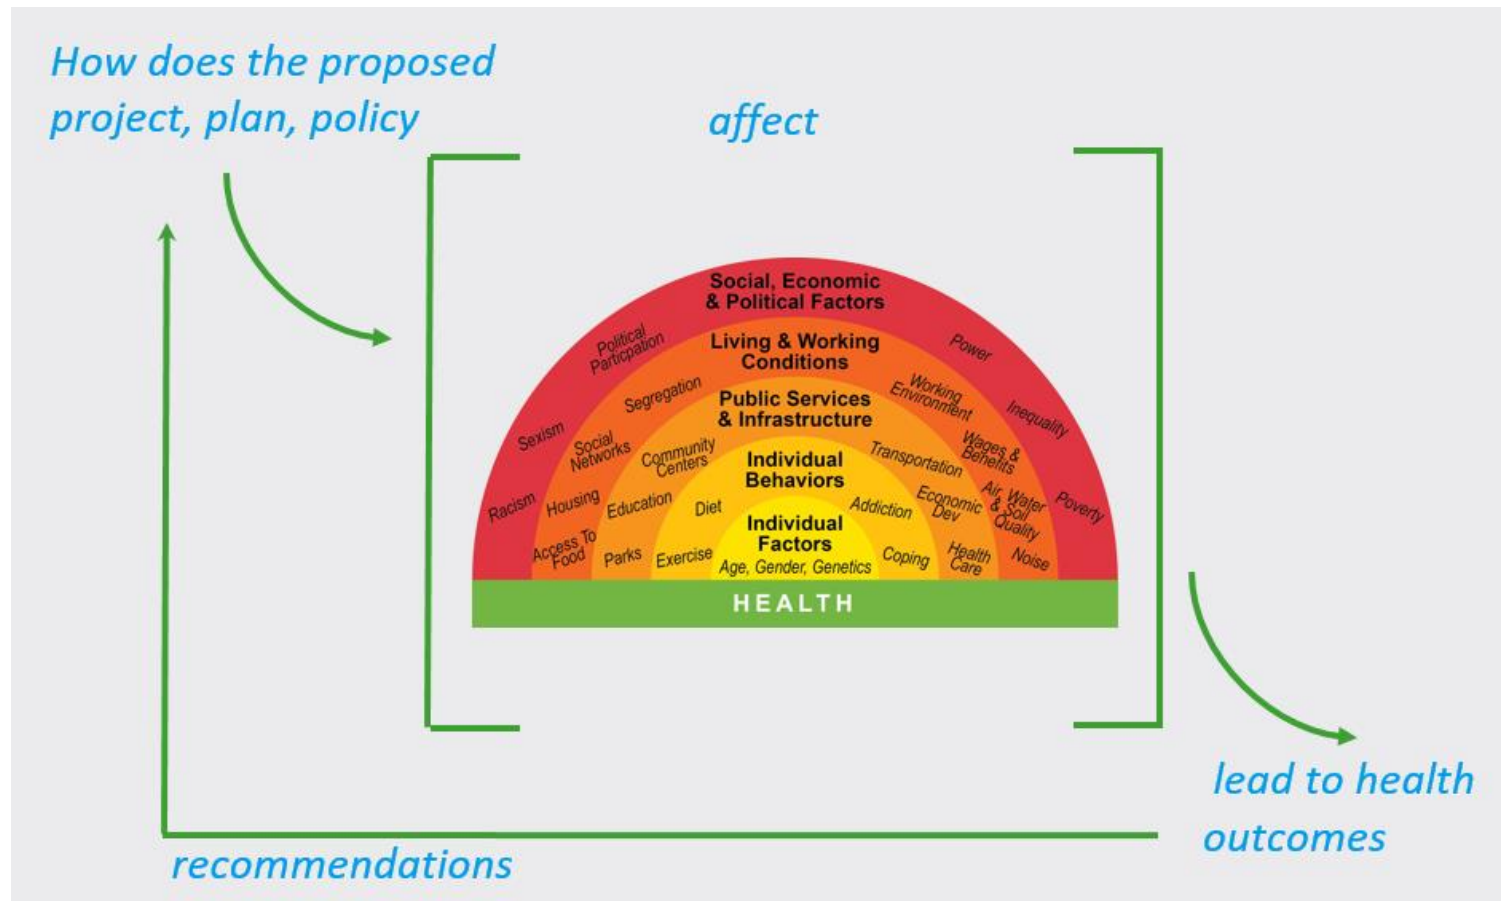 How does the proposed
project, plan, policy
affect
Social, Economic
& Political Factors
Political
Particpation
Power
Sexism
Inequality
Racism
Poverty
Living & Working
Conditions
Segregation
Working
Environment
Social
Networks
Wages &
Benefits
Housing
Air, Water
& Soil
Quality
Access To
Food
Noise
Public Services
& Infrastructure
Community
Centers
Transportation
Education
Economic
Dev
Parks
Health
Care
Individual
Behaviors
Diet
Addiction
Exercise
Coping
Individual
Factors
Age, Gender, Genetics
HEALTH
lead to health
outcomes
recommendations